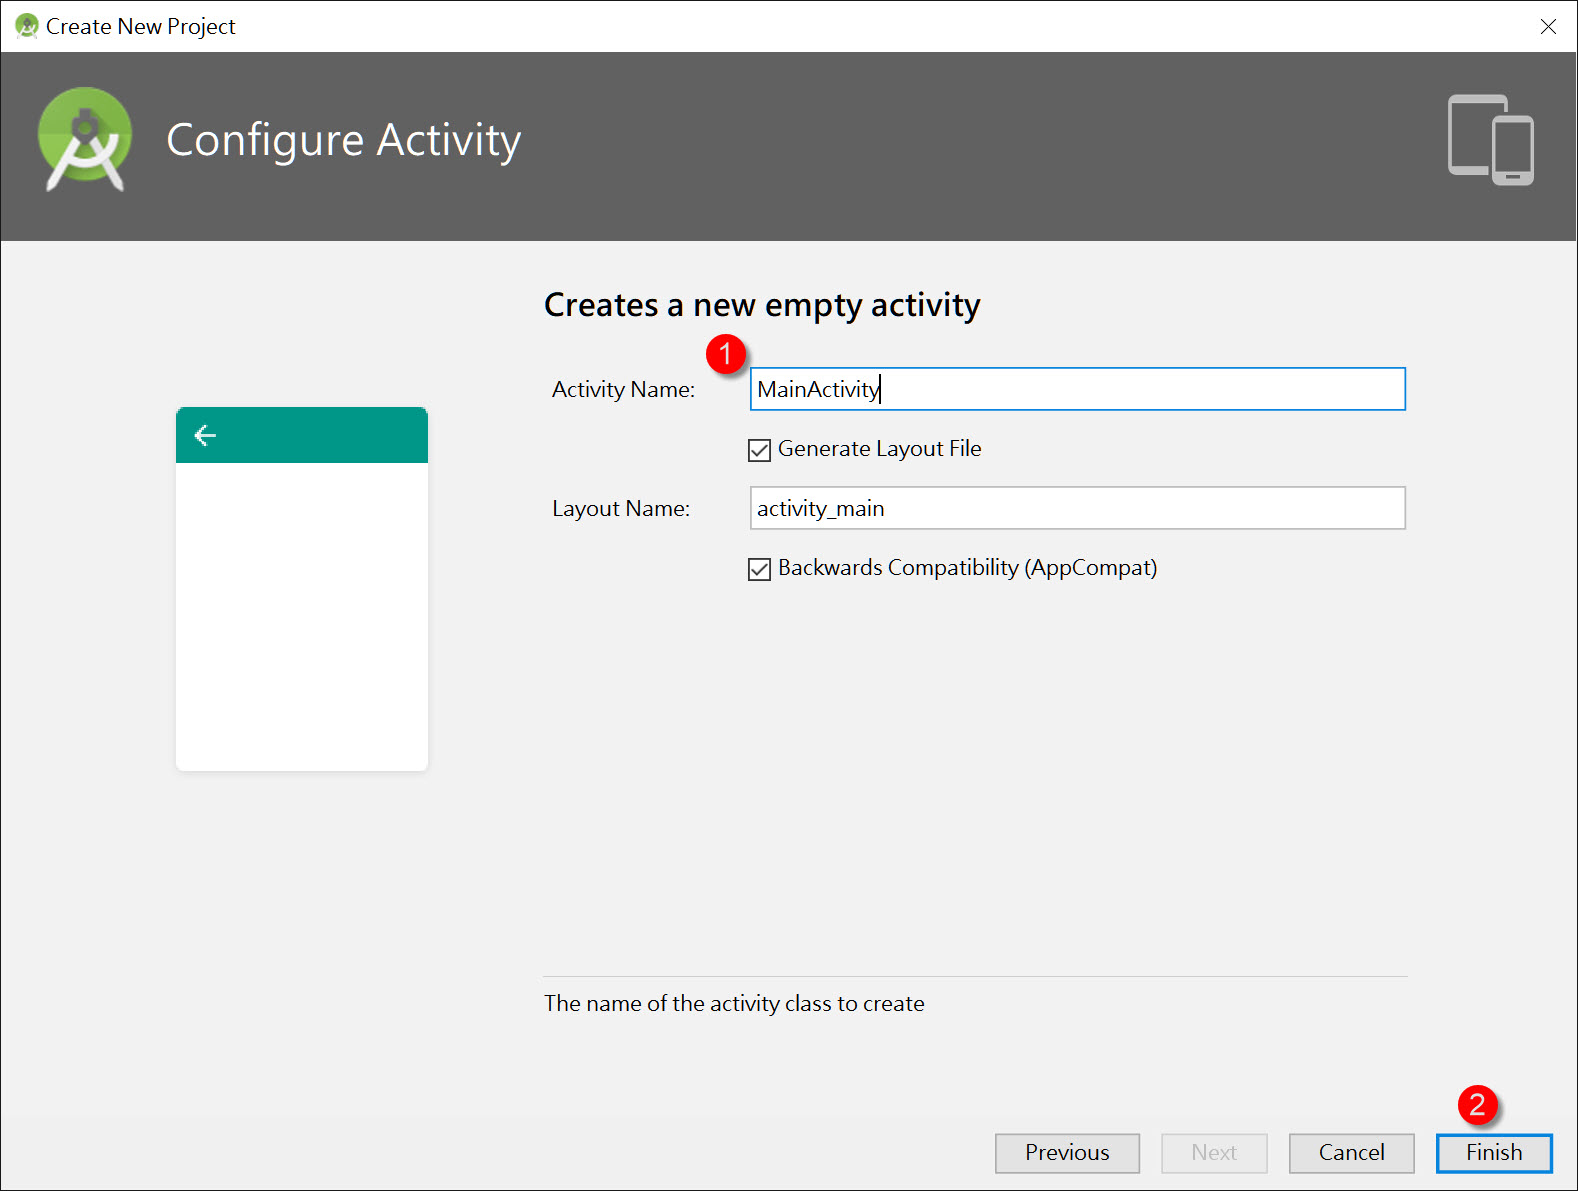 Create New Project
Configure Activity
Creates a new empty activity
1
Activity Name: MainActivity
Generate Layout File
Layout Name: activity_main
Backwards Compatibility (AppCompat)
The name of the activity class to create
2
Previous Next Cancel Finish